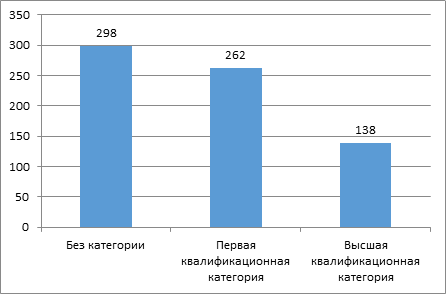 350
300
250
200
150
100
50
0
298
262
138
Без категории
Первая
квалификационная
категория
Высшая
квалификационная
категория